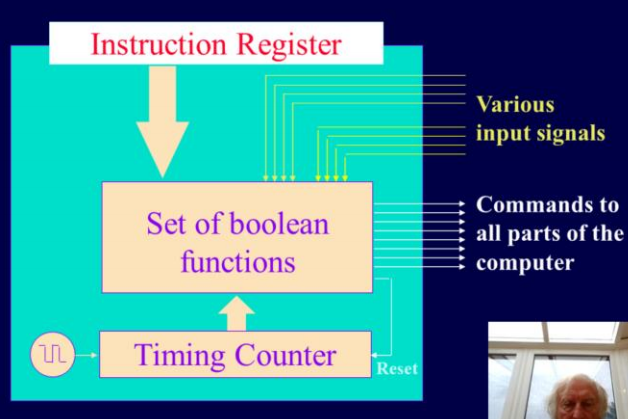 Instruction Register
Various
input signals
Set of boolean
functions
Commands to
all parts of the
computer
Timing Counter
Reset